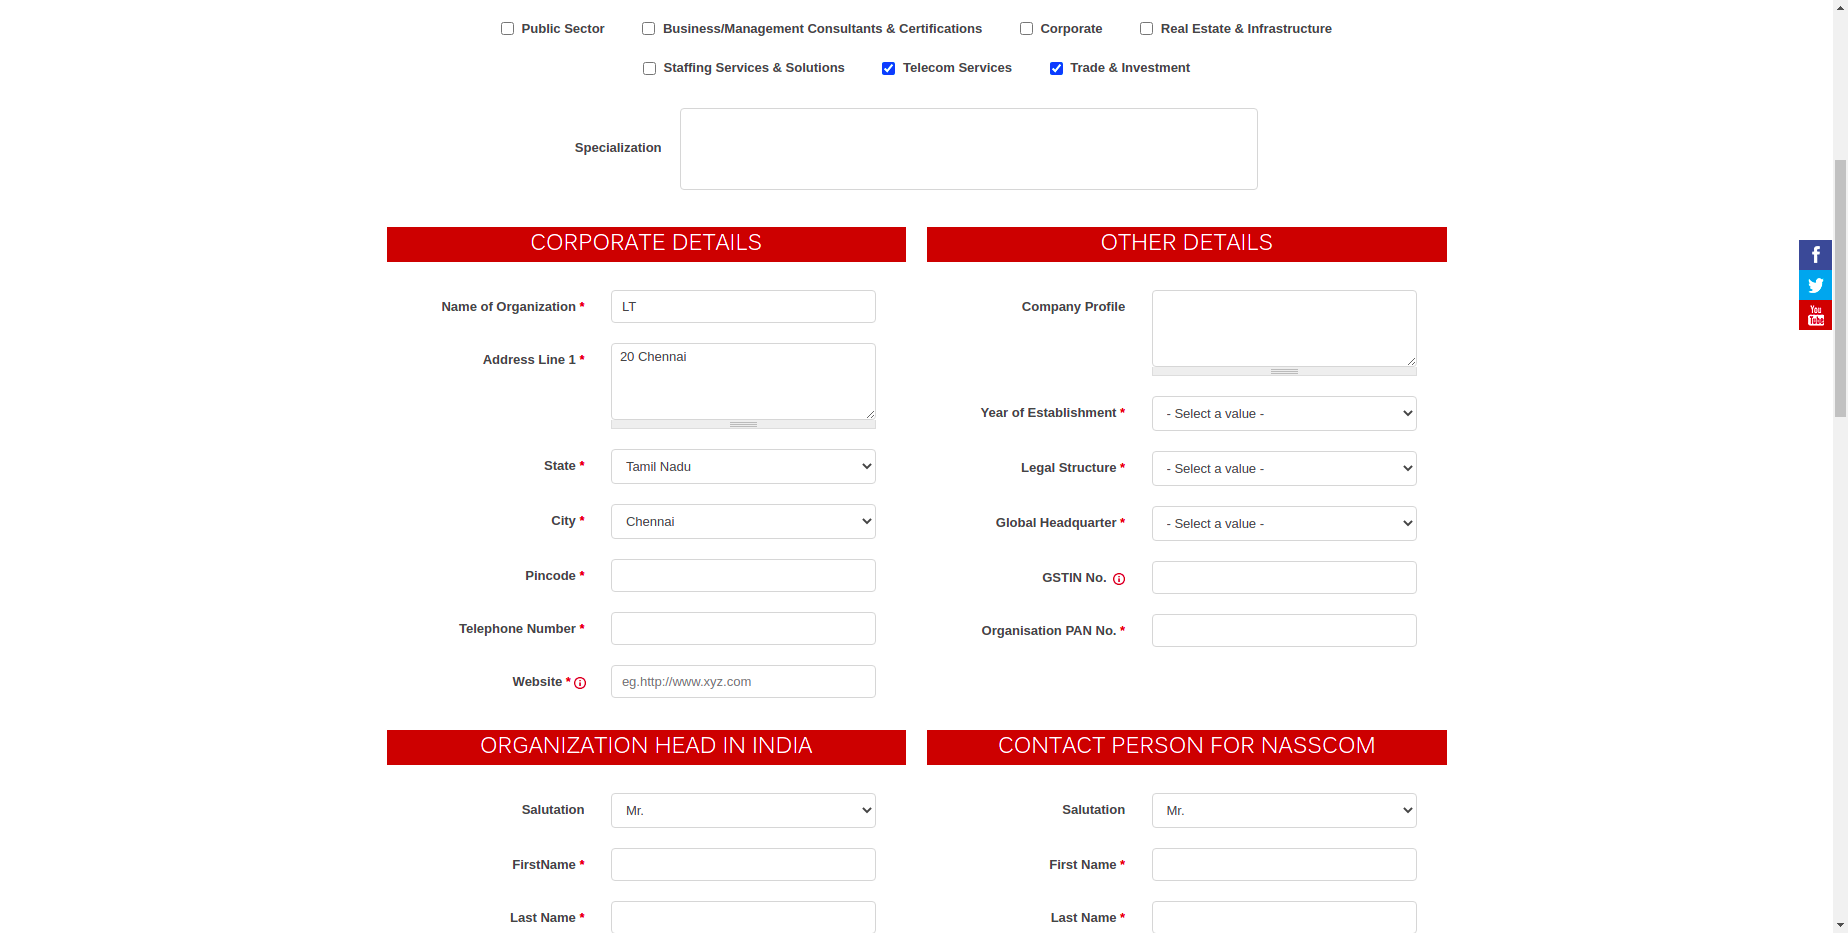 Public Sector Business/Management Consultants & Certifications Corporate Real Estate & Infrastructure
Staffing Services & Solutions Telecom Services Trade & Investment
Specialization
CORPORATE DETAILS
Name of Organization * LT
Address Line 1 * 20 Chennai
State * Tamil Nadu
City * Chennai
Pincode *
Telephone Number *
Website * eg.http://www.xyz.com
OTHER DETAILS
Company Profile
Year of Establishment * - Select a value -
Legal Structure * - Select a value -
Global Headquarter * - Select a value -
GSTIN No.
Organisation PAN No. *
You
Tube
ORGANIZATION HEAD IN INDIA
Salutation Mr.
FirstName *
Last Name *
CONTACT PERSON FOR NASSCOM
Salutation Mr.
First Name *
Last Name *